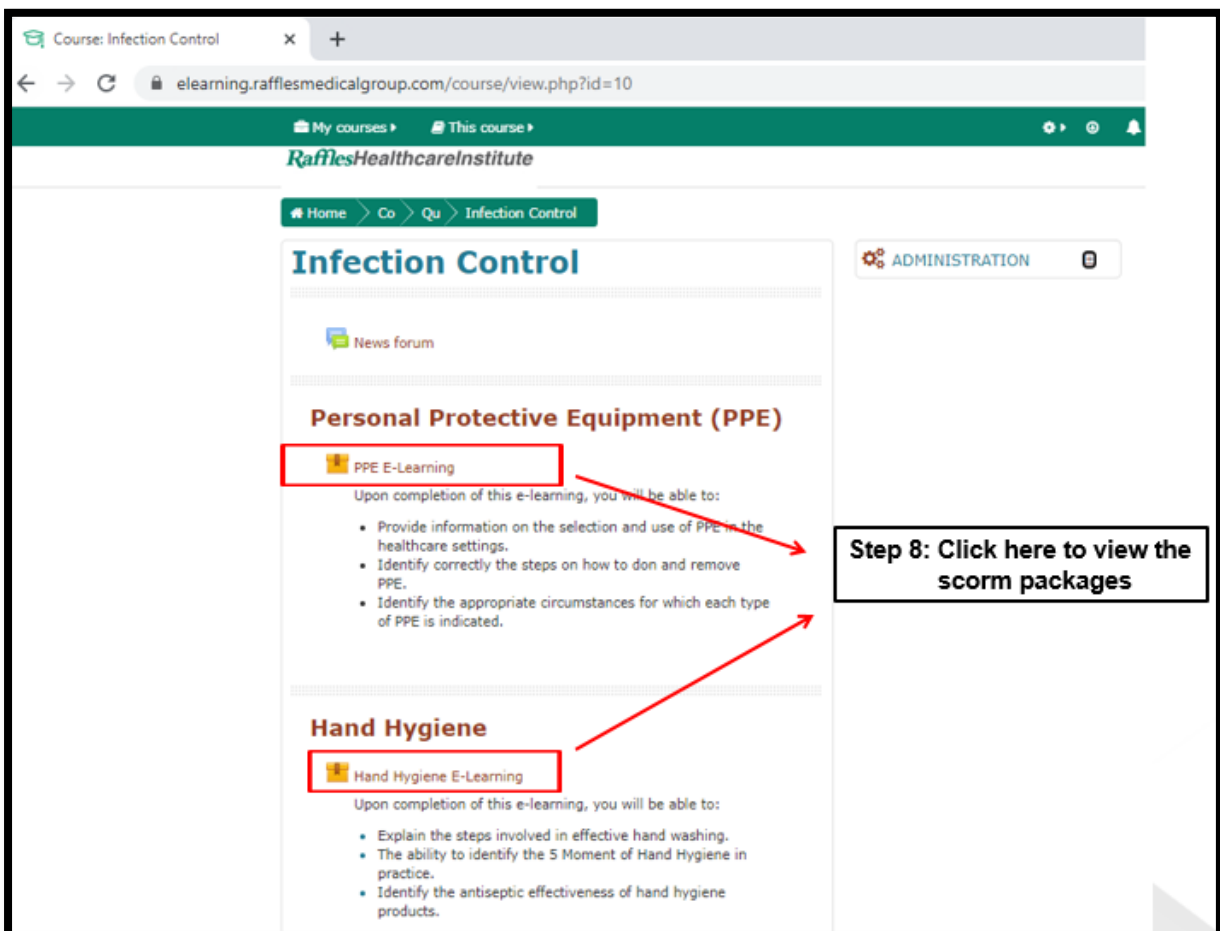 Course: Infection Control
elearning.rafflesmedicalgroup.com/course/view.php?id=10
My courses This course
RafflesHealthcareInstitute
Home Co Qu Infection Control
Infection Control
ADMINISTRATION
News forum
Personal Protective Equipment (PPE)
PPE E-Learning
Upon completion of this e-learning, you will be able to:
• Provide information on the selection and use of PPE in the
healthcare settings.
• Identify correctly the steps on how to don and remove
PPE.
• Identify the appropriate circumstances for which each type
of PPE is indicated.
Step 8: Click here to view the
scorm packages
Hand Hygiene
Hand Hygiene E-Learning
Upon completion of this e-learning, you will be able to:
• Explain the steps involved in effective hand washing.
• The ability to identify the 5 Moment of Hand Hygiene in
practice.
• Identify the antiseptic effectiveness of hand hygiene
products.